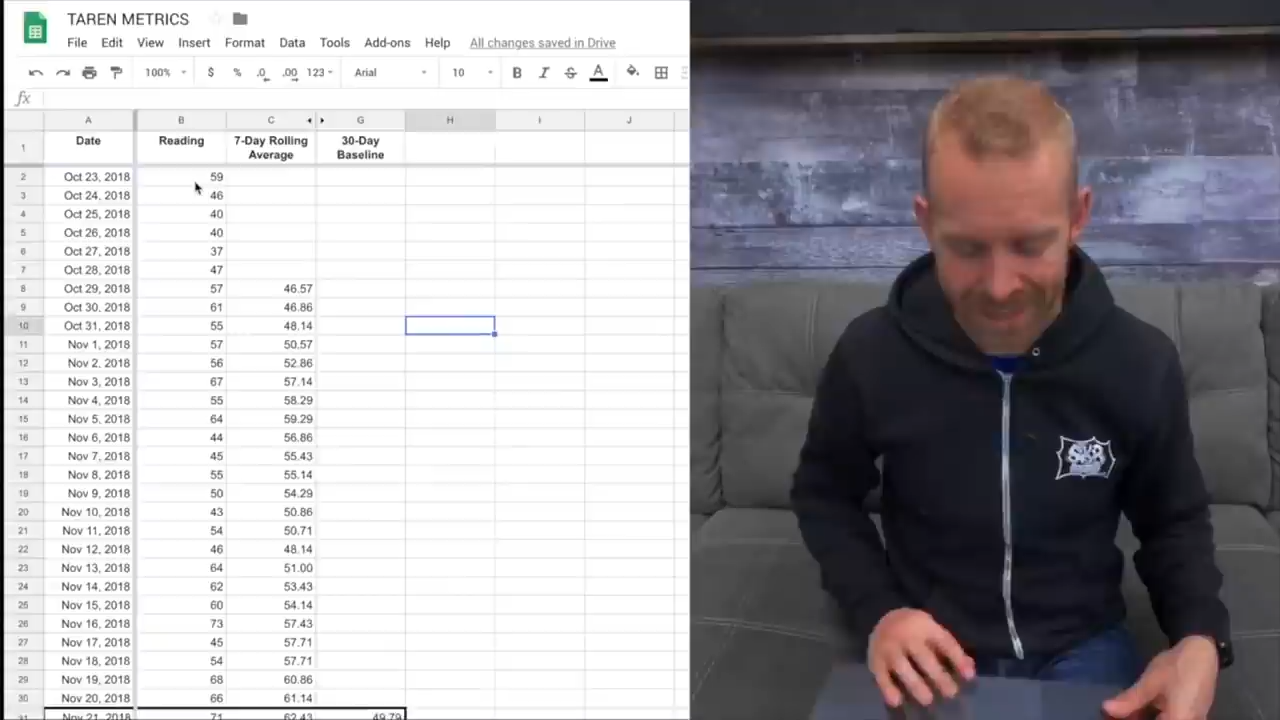 TAREN METRICS
File Edit View Insert Format Data Tools Add-ons Help All changes saved in Drive
100% $ % .0 .00 123 Arial 10 B I S A
fx
A B C G H I J
1 Date Reading 7-Day Rolling Average 30-Day Baseline
2 Oct 23, 2018 59
3 Oct 24, 2018 46
4 Oct 25, 2018 40
5 Oct 26, 2018 40
6 Oct 27, 2018 37
7 Oct 28, 2018 47
8 Oct 29, 2018 57 46.57
9 Oct 30, 2018 61 46.86
10 Oct 31, 2018 55 48.14
11 Nov 1, 2018 57 50.57
12 Nov 2, 2018 56 52.86
13 Nov 3, 2018 67 57.14
14 Nov 4, 2018 55 58.29
15 Nov 5, 2018 64 59.29
16 Nov 6, 2018 44 56.86
17 Nov 7, 2018 45 55.43
18 Nov 8, 2018 55 55.14
19 Nov 9, 2018 50 54.29
20 Nov 10, 2018 43 50.86
21 Nov 11, 2018 54 50.71
22 Nov 12, 2018 46 48.14
23 Nov 13, 2018 64 51.00
24 Nov 14, 2018 62 53.43
25 Nov 15, 2018 60 54.14
26 Nov 16, 2018 73 57.43
27 Nov 17, 2018 45 57.71
28 Nov 18, 2018 54 57.71
29 Nov 19, 2018 68 60.86
30 Nov 20, 2018 66 61.14
31 Nov 21, 2018 71 62.43 49.79